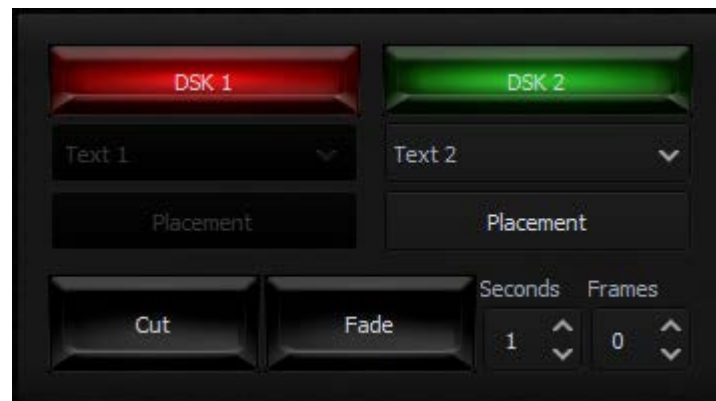 DSK 1 DSK 2
Text 1 Text 2
Placement Placement
Seconds Frames
Cut Fade 1 0